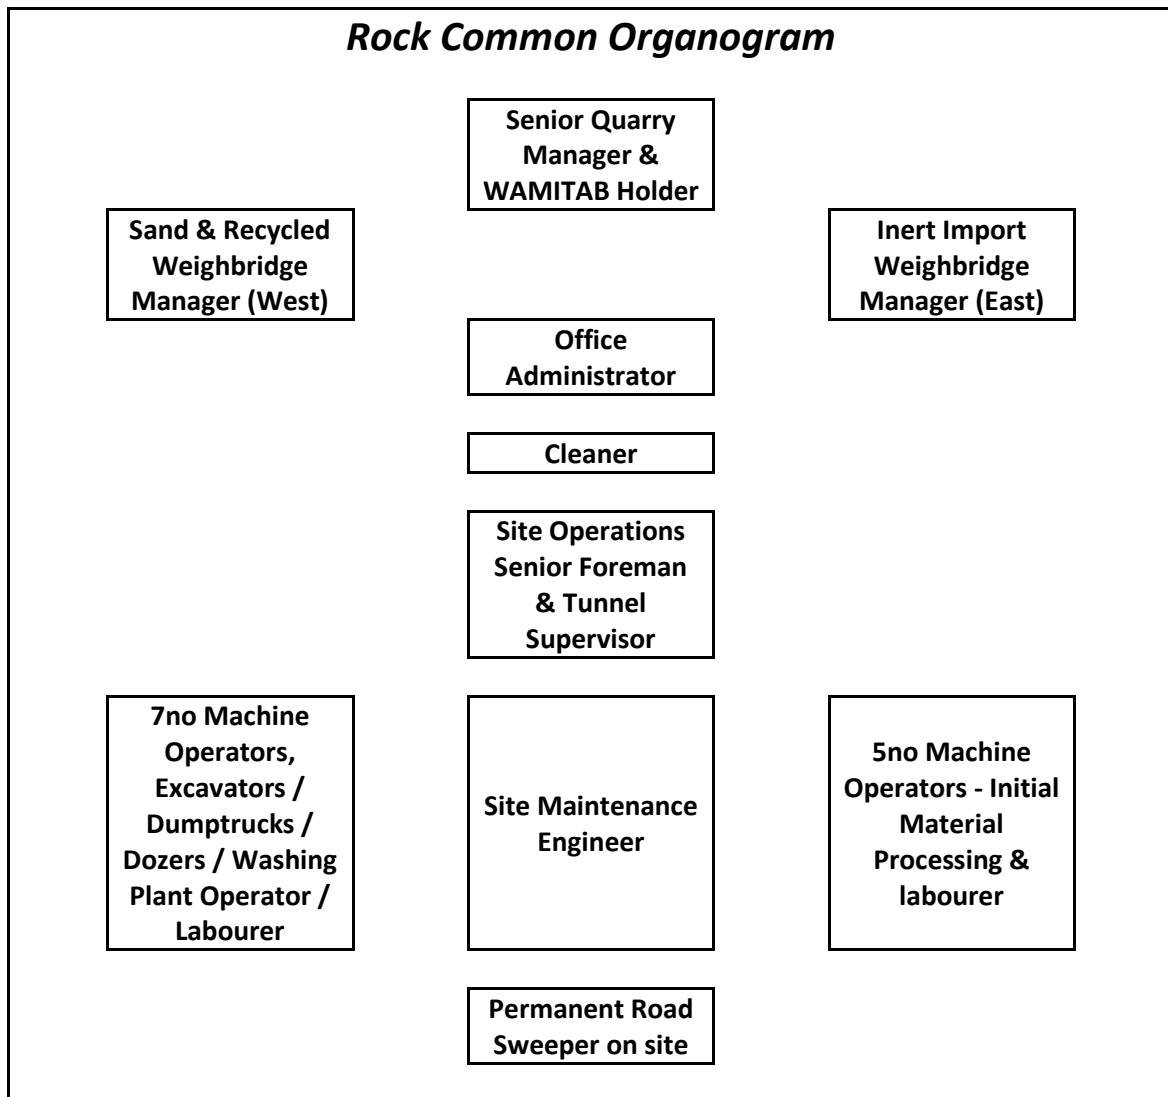 Rock Common Organogram
Senior Quarry
Manager &
WAMITAB Holder
Sand & Recycled
Weighbridge
Manager (West)
Inert Import
Weighbridge
Manager (East)
Office
Administrator
Cleaner
Site Operations
Senior Foreman
& Tunnel
Supervisor
7no Machine
Operators,
Excavators /
Dumptrucks /
Dozers / Washing
Plant Operator /
Labourer
Site Maintenance
Engineer
5no Machine
Operators - Initial
Material
Processing &
labourer
Permanent Road
Sweeper on site